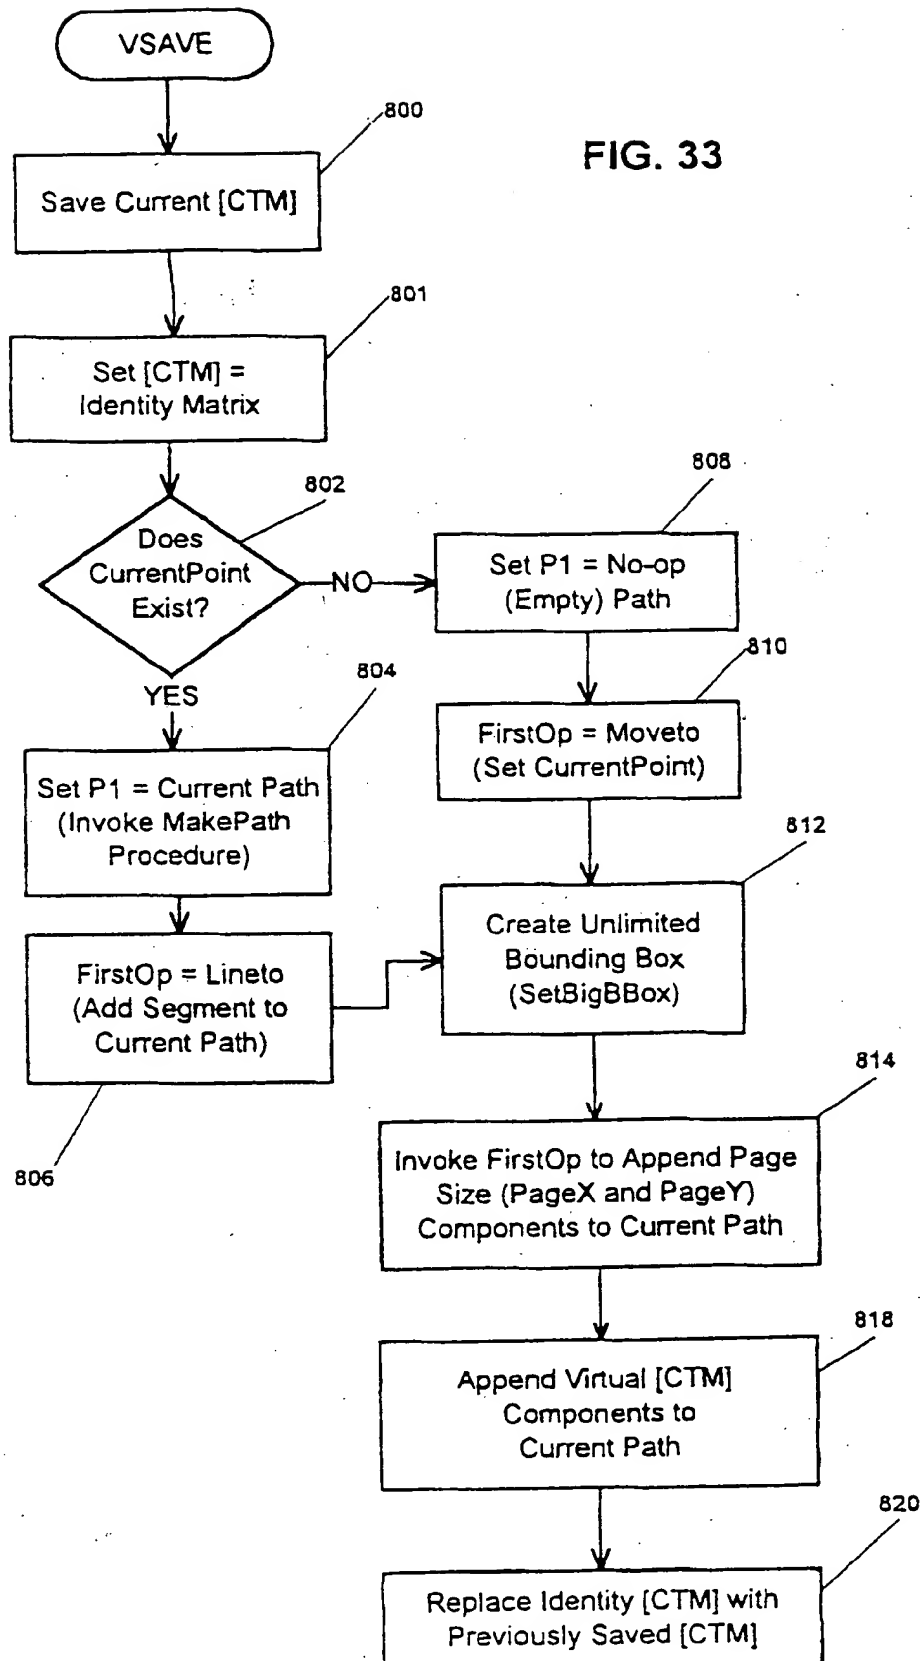 VSAVE
800
FIG. 33
Save Current [CTM]
801
Set [CTM] =
Identity Matrix
802
Does
CurrentPoint
Exist?
NO
808
Set P1 = No-op
(Empty) Path
810
FirstOp = Moveto
(Set CurrentPoint)
YES
804
Set P1 = Current Path
(Invoke MakePath
Procedure)
812
Create Unlimited
Bounding Box
(SetBigBBox)
FirstOp = Lineto
(Add Segment to
Current Path)
806
814
Invoke FirstOp to Append Page
Size (PageX and PageY)
Components to Current Path
818
Append Virtual [CTM]
Components to
Current Path
820
Replace Identity [CTM] with
Previously Saved [CTM]